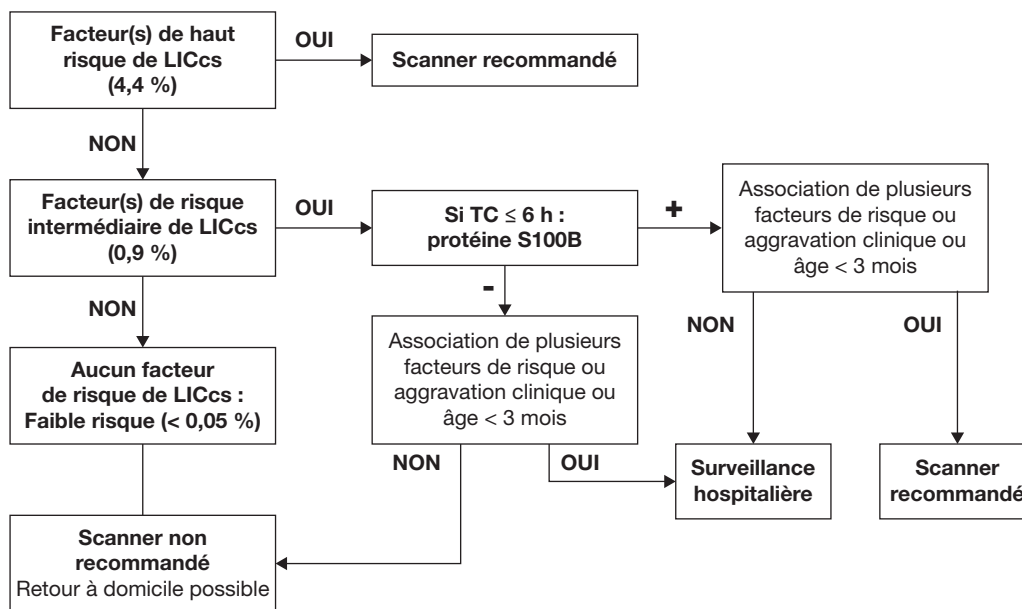 Facteur(s) de haut
risque de LICcs
(4,4 %)
OUI
Scanner recommandé
NON
Facteur(s) de risque
intermédiaire de LICcs
(0,9 %)
OUI
Si TC ≤ 6 h :
protéine S100B
+
Association de plusieurs
facteurs de risque ou
aggravation clinique ou
âge < 3 mois
-
NON
NON
OUI
Aucun facteur
de risque de LICcs :
Faible risque (< 0,05 %)
Association de plusieurs
facteurs de risque ou
aggravation clinique ou
âge < 3 mois
NON
OUI
Surveillance
hospitalière
Scanner
recommandé
Scanner non
recommandé
Retour à domicile possible